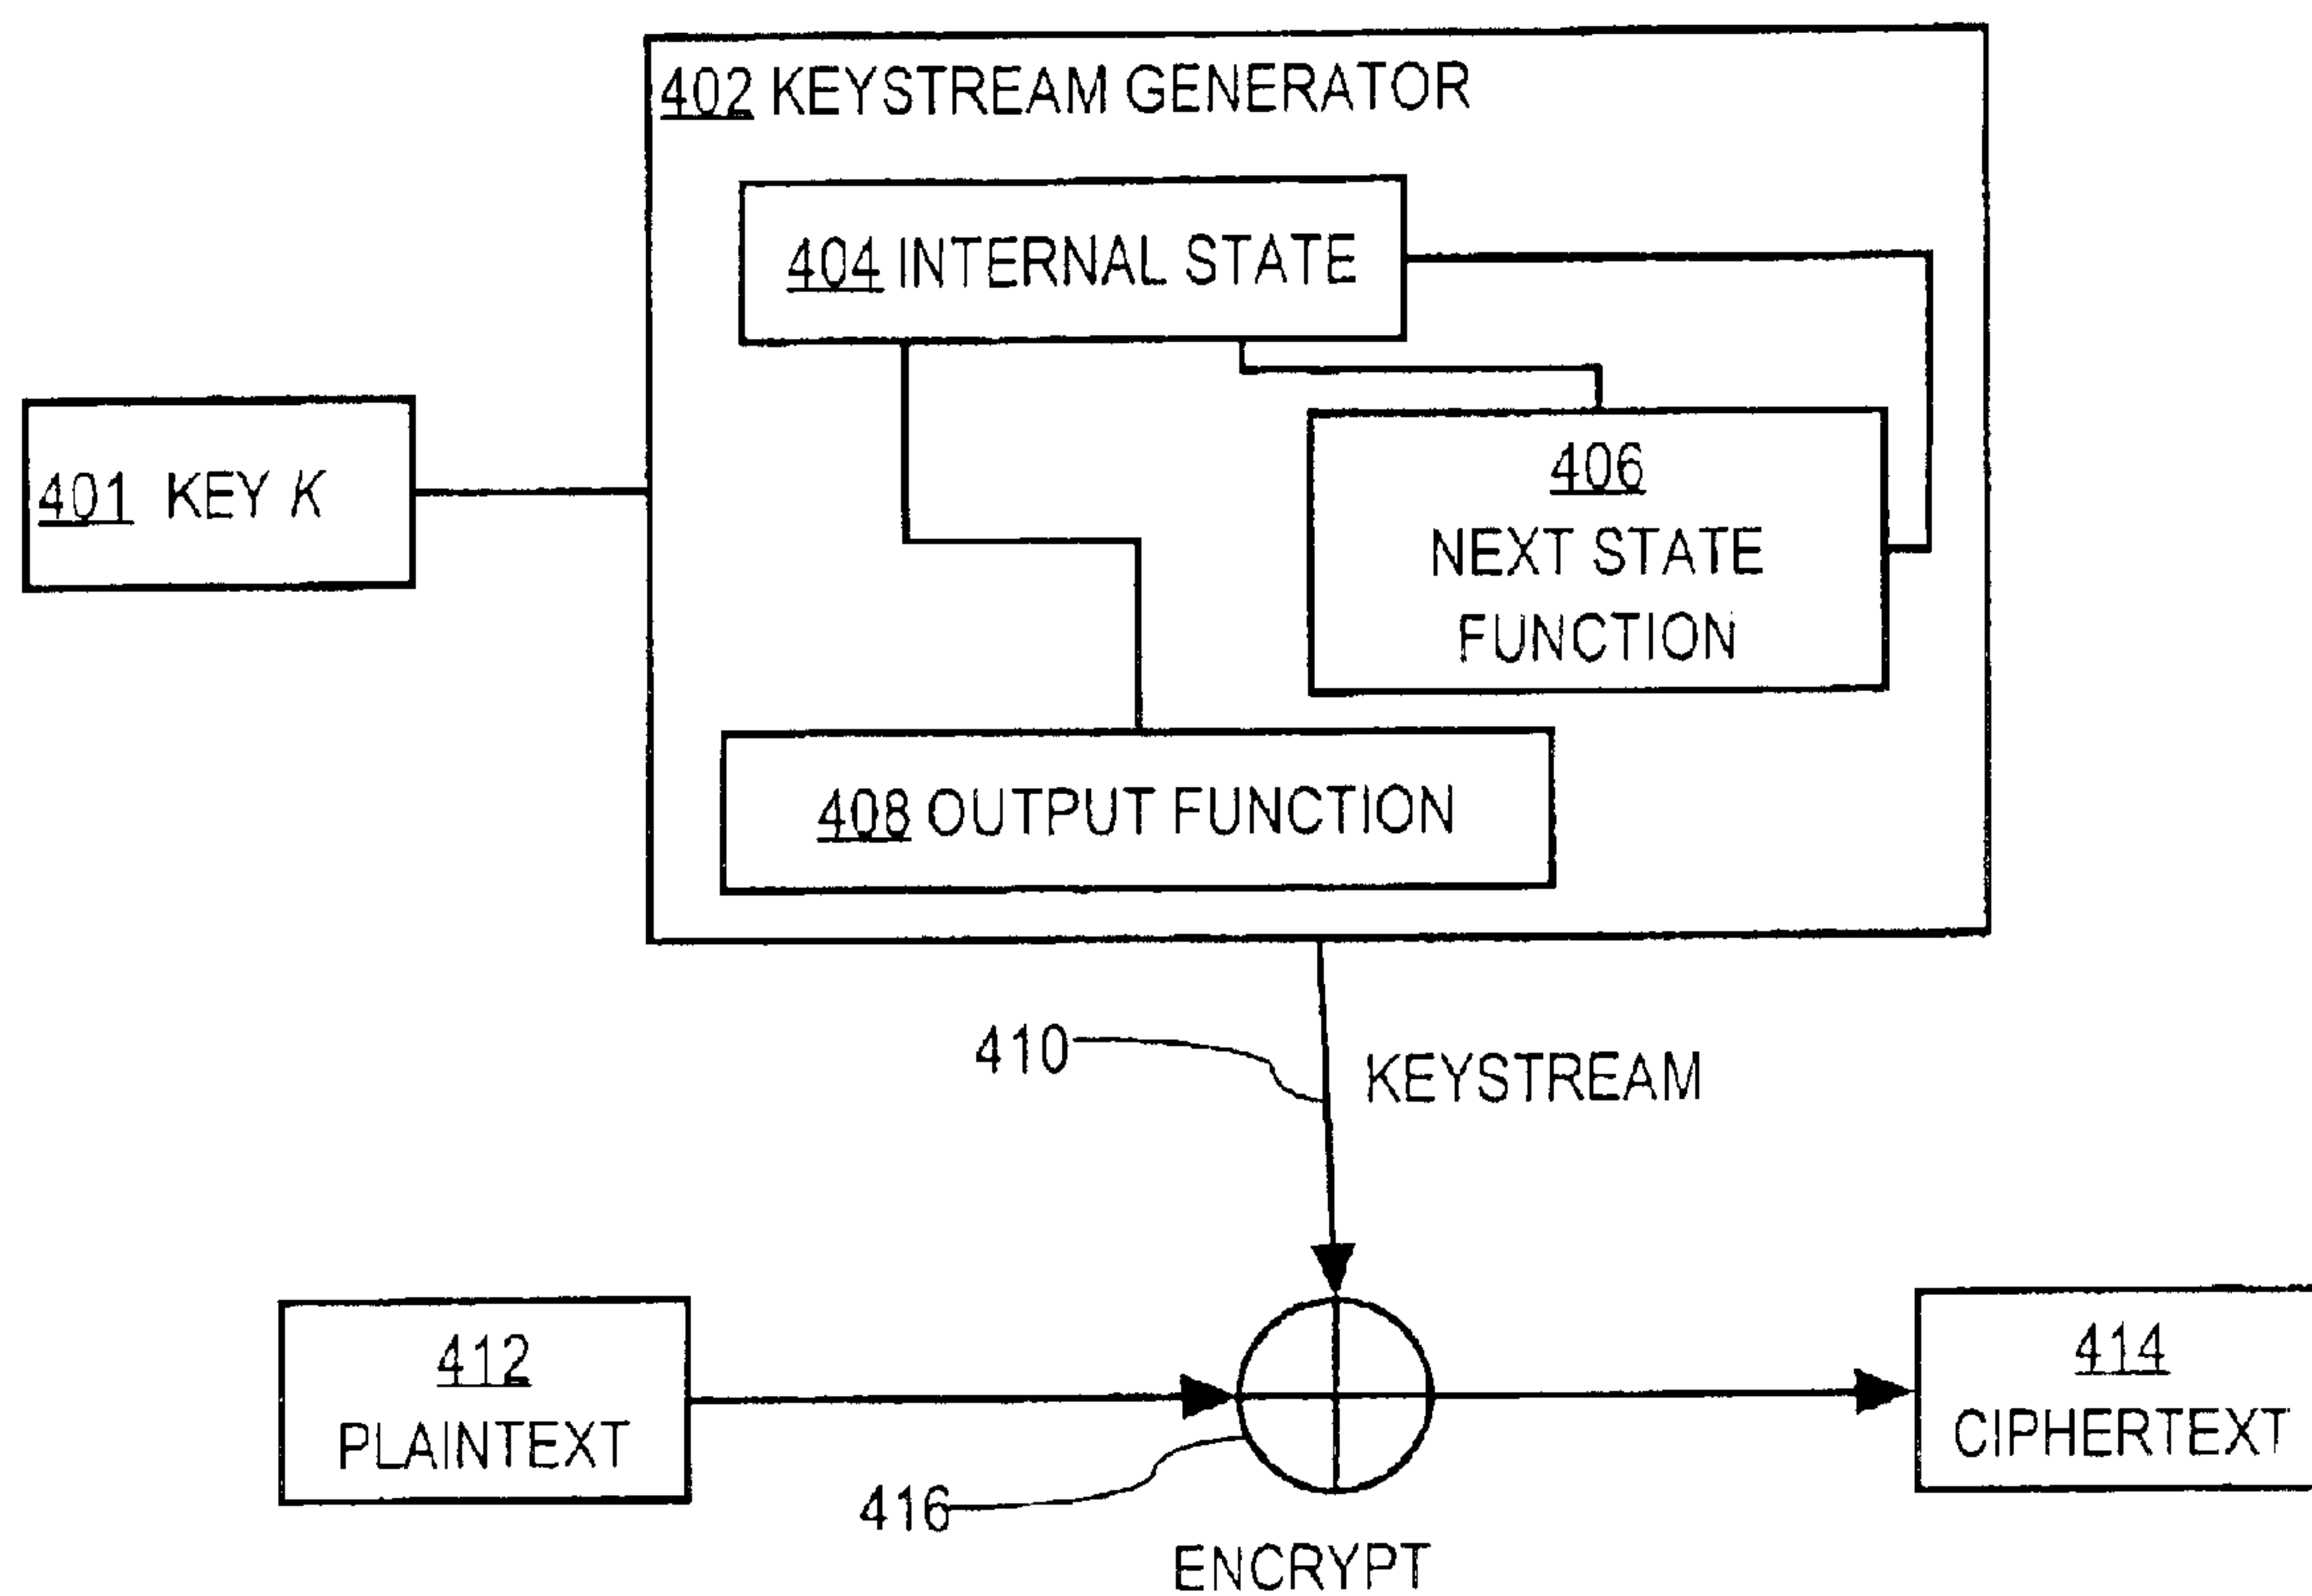 402 KEYSTREAM GENERATOR
404 INTERNAL STATE
401 KEY K
406
NEXT STATE
FUNCTION
408 OUTPUT FUNCTION
410
KEYSTREAM
412
PLAINTEXT
414
CIPHERTEXT
416
ENCRYPT